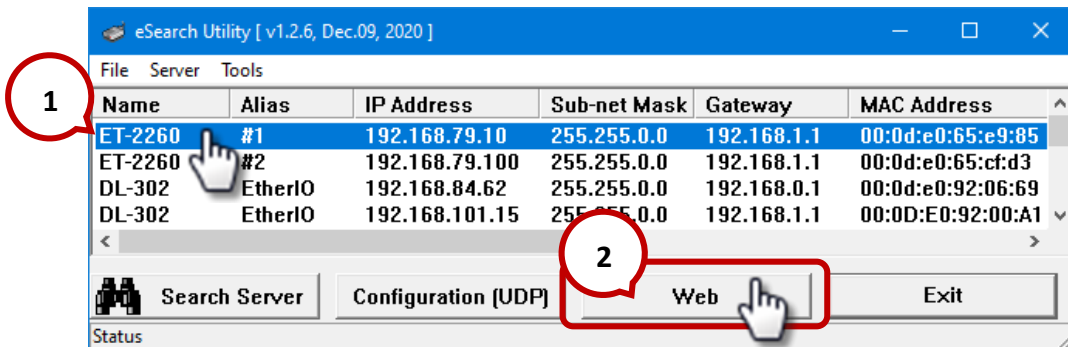 eSearch Utility [ v1.2.6, Dec.09, 2020 ]
File Server Tools
1
Name Alias IP Address Sub-net Mask Gateway MAC Address
ET-2260 #1 192.168.79.10 255.255.0.0 192.168.1.1 00:0d:e0:65:e9:85
ET-2260 #2 192.168.79.100 255.255.0.0 192.168.1.1 00:0d:e0:65:cf:d3
DL-302 EtherIO 192.168.84.62 255.255.0.0 192.168.0.1 00:0d:e0:92:06:69
DL-302 EtherIO 192.168.101.15 255.255.0.0 192.168.1.1 00:0D:E0:92:00:A1
2
Search Server Configuration (UDP) Web Exit
Status